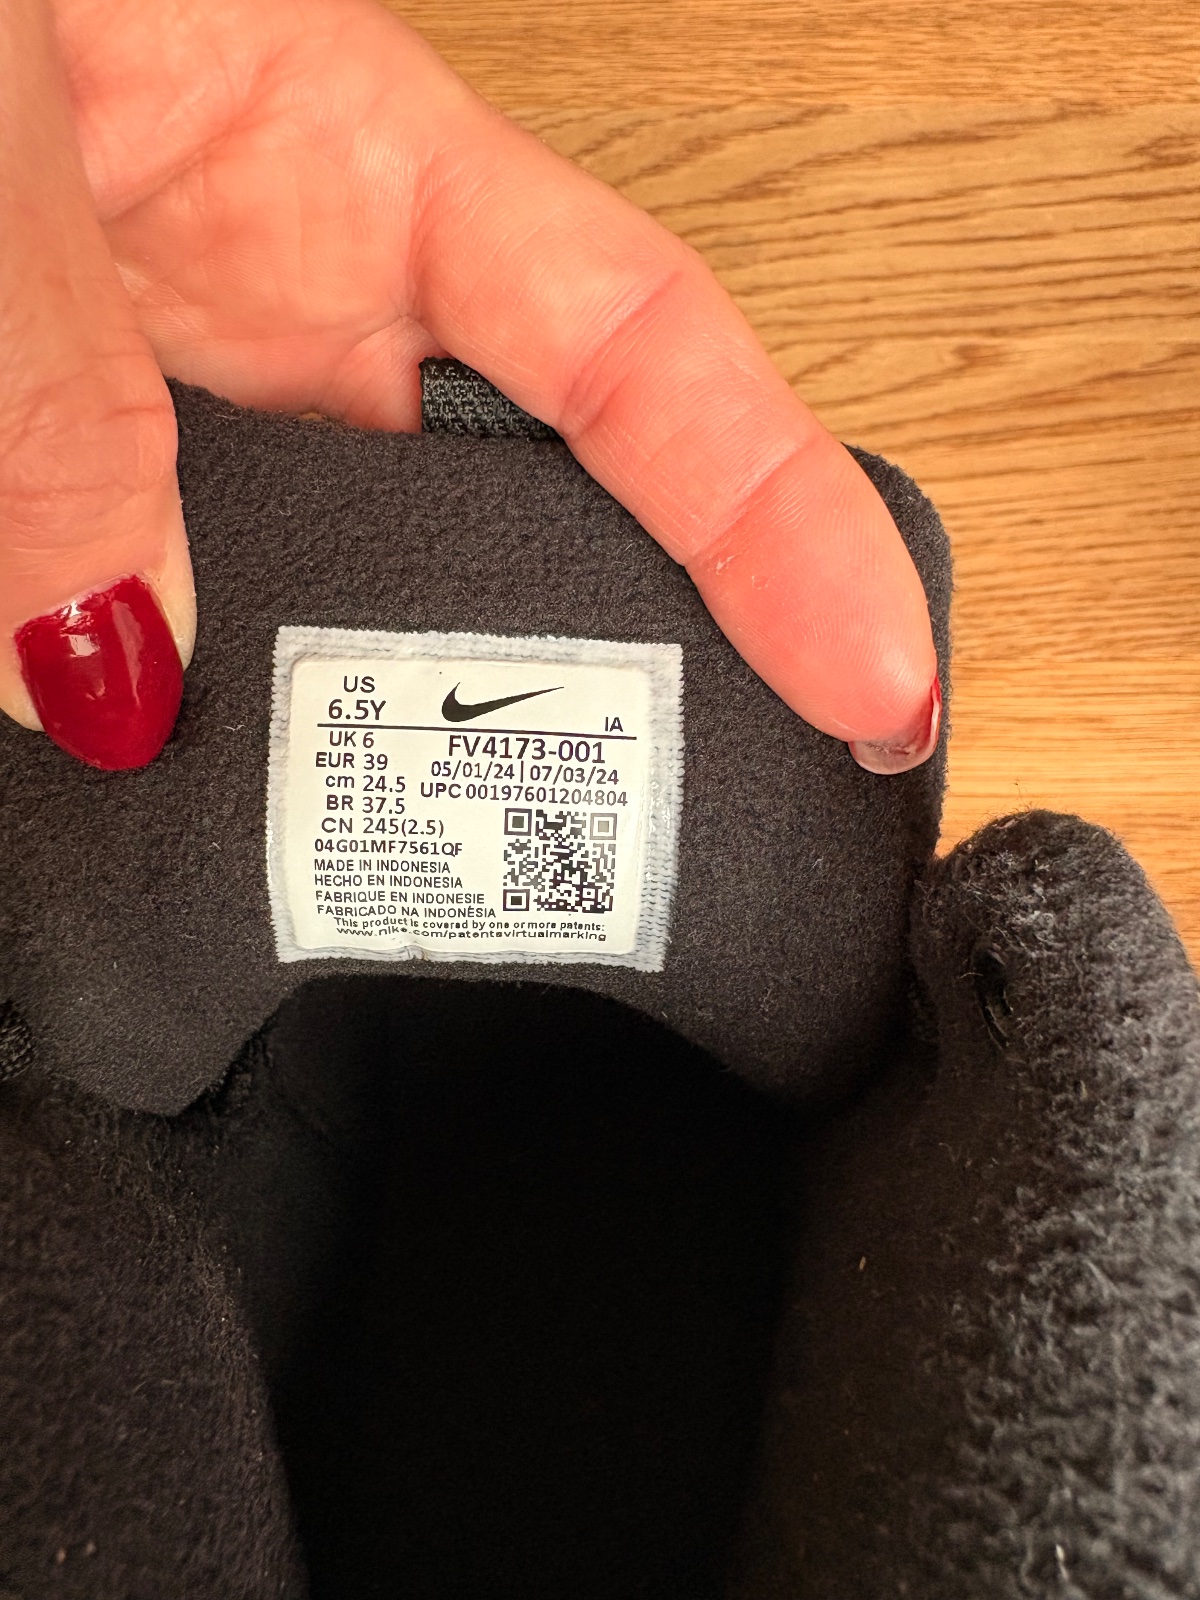 US
6.5Y
IA
UK 6
EUR 39
cm 24.5
BR 37.5
CN 245(2.5)
FV4173-001
05/01/24 | 07/03/24
UPC 00197601204804
04G01MF7561QF
MADE IN INDONESIA
HECHO EN INDONESIA
FABRIQUE EN INDONESIE
FABRICADO NA INDONÉSIA
This product is covered by one or more patents:
www.nike.com/patentsvirtualmarking